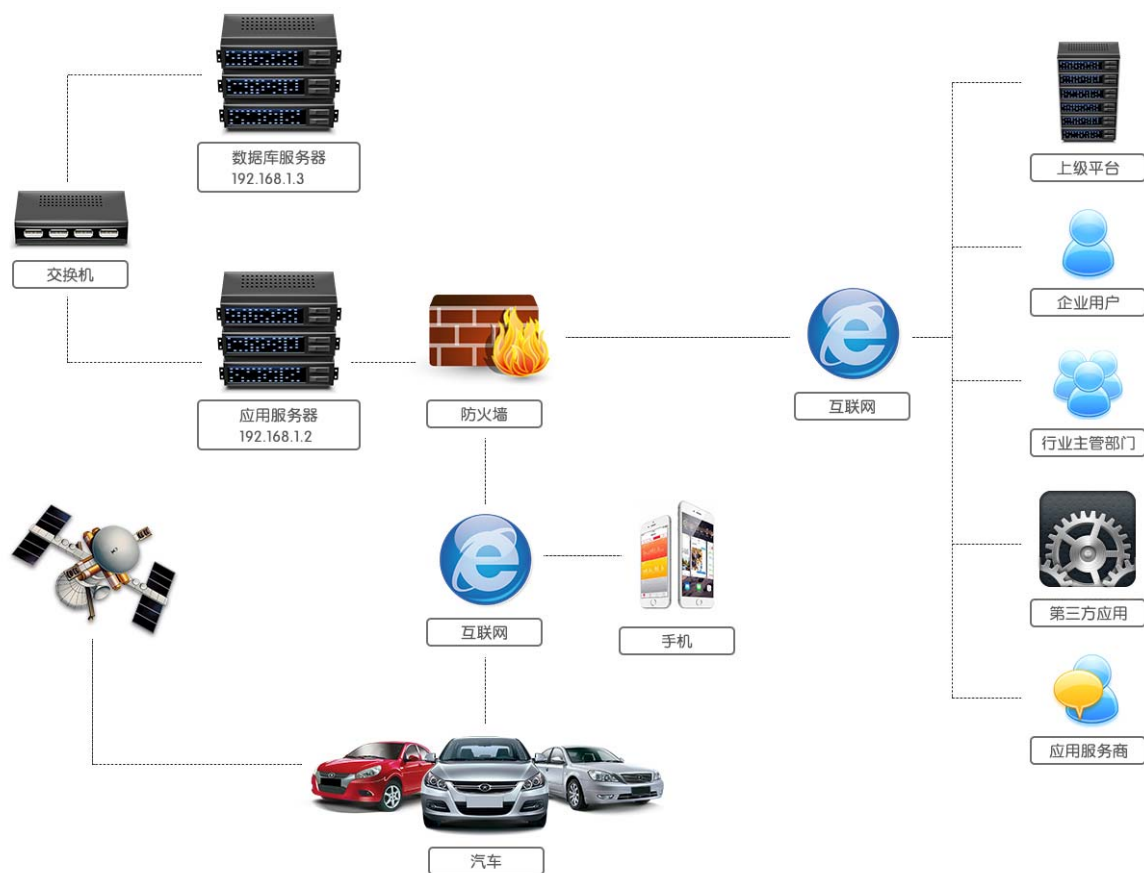 数据库服务器
192.168.1.3
上级平台
交换机
企业用户
应用服务器
192.168.1.2
防火墙
互联网
行业主管部门
互联网
手机
第三方应用
应用服务商
汽车